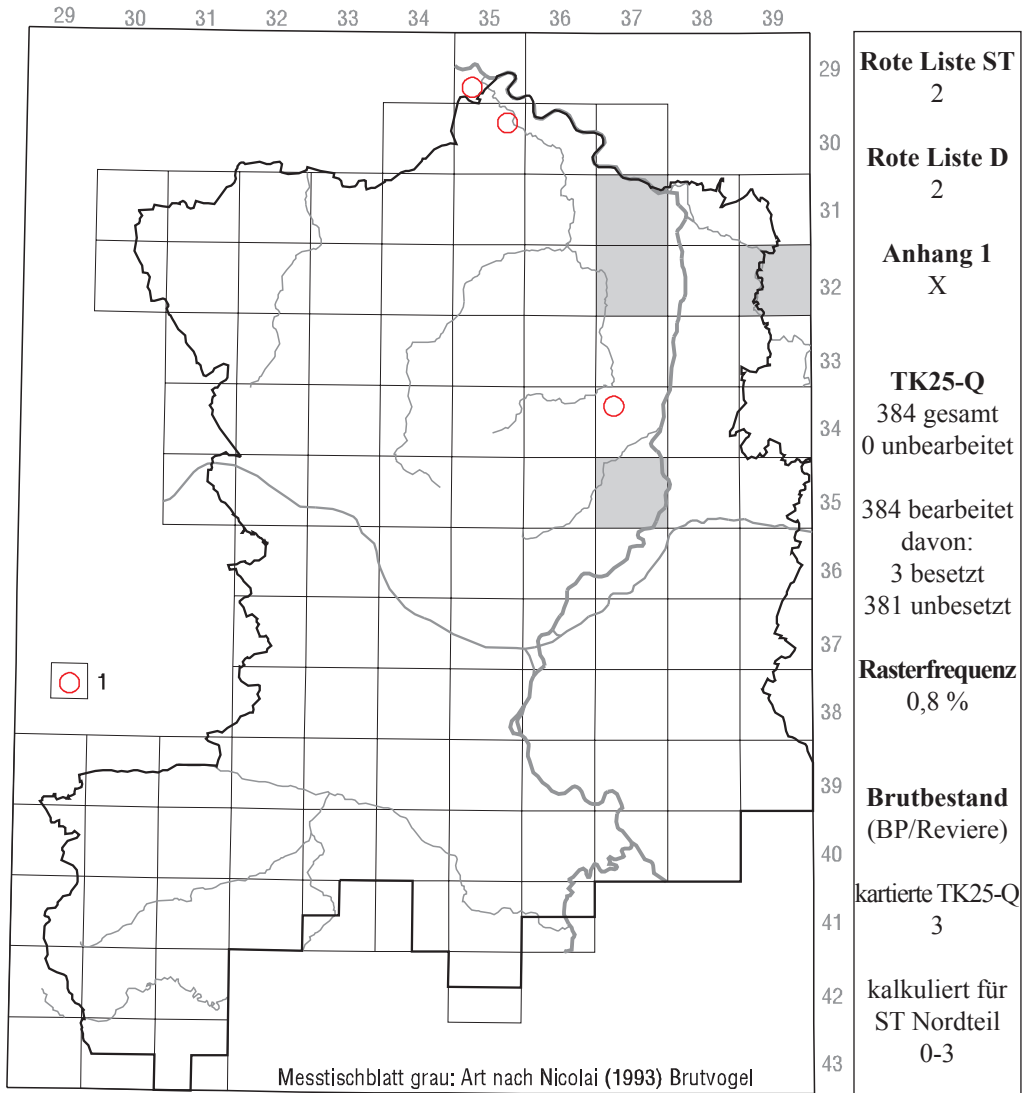 29 30 31 32 33 34 35 36 37 38 39
29
30
31
32
33
34
35
36
37
38
39
40
41
42
43
1
Messtischblatt grau: Art nach Nicolai (1993) Brutvogel
Rote Liste ST
2
Rote Liste D
2
Anhang 1
X
TK25-Q
384 gesamt
0 unbearbeitet
384 bearbeitet
davon:
3 besetzt
381 unbesetzt
Rasterfrequenz
0,8 %
Brutbestand
(BP/Reviere)
kartierte TK25-Q
3
kalkuliert für
ST Nordteil
0-3